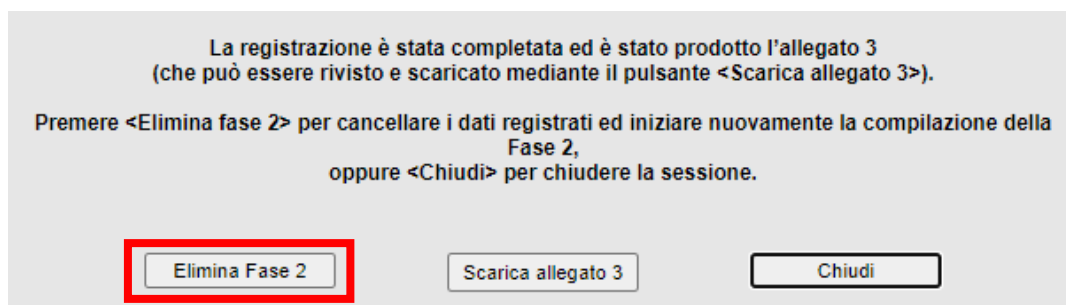 La registrazione è stata completata ed è stato prodotto l’allegato 3
(che può essere rivisto e scaricato mediante il pulsante <Scarica allegato 3>).
Premere <Elimina fase 2> per cancellare i dati registrati ed iniziare nuovamente la compilazione della
Fase 2,
oppure <Chiudi> per chiudere la sessione.
Elimina Fase 2
Scarica allegato 3
Chiudi